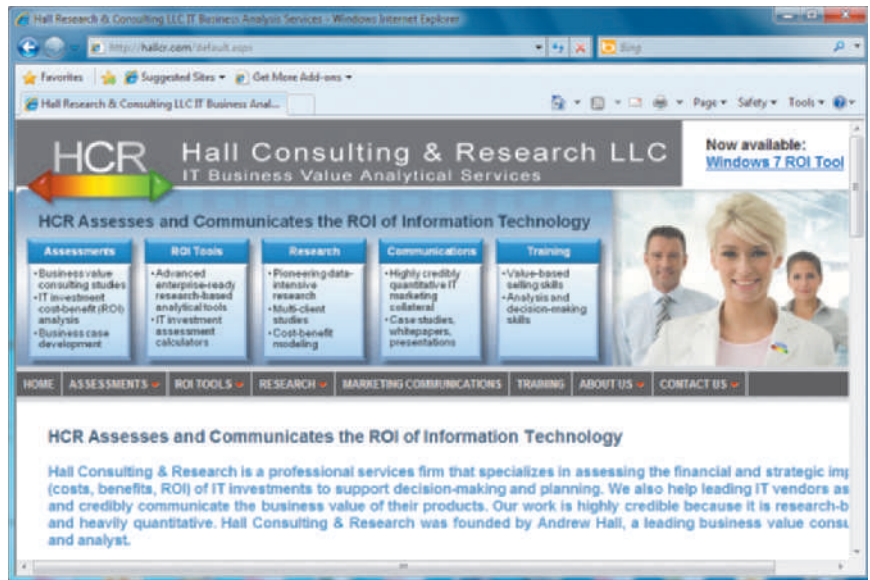 Hall Research & Consulting LLC IT Business Analysis Services - Windows Internet Explorer
http://hallcr.com/default.aspx
Bing
Favorites
Suggested Sites
Get More Add-ons
Hall Research & Consulting LLC IT Business Anal...
Page
Safety
Tools
HCR
Hall Consulting & Research LLC
IT Business Value Analytical Services
Now available:
Windows 7 ROI Tool
HCR Assesses and Communicates the ROI of Information Technology
Assessments
•Business value
consulting studies
•IT investment
cost-benefit (ROI)
analysis
•Business case
development
ROI Tools
•Advanced
enterprise-ready
research-based
analytical tools
•IT investment
assessment
calculators
Research
•Pioneering data-
intensive
research
•Multi-client
studies
•Cost-benefit
modeling
Communications
•Highly credibly
quantitative IT
marketing
collateral
•Case studies,
whitepapers,
presentations
Training
•Value-based
selling skills
•Analysis and
decision-making
skills
HOME ASSESSMENTS ROI TOOLS RESEARCH MARKETING COMMUNICATIONS TRAINING ABOUT US CONTACT US
HCR Assesses and Communicates the ROI of Information Technology
Hall Consulting & Research is a professional services firm that specializes in assessing the financial and strategic imp
(costs, benefits, ROI) of IT investments to support decision-making and planning. We also help leading IT vendors as
and credibly communicate the business value of their products. Our work is highly credible because it is research-b
and heavily quantitative. Hall Consulting & Research was founded by Andrew Hall, a leading business value consu
and analyst.